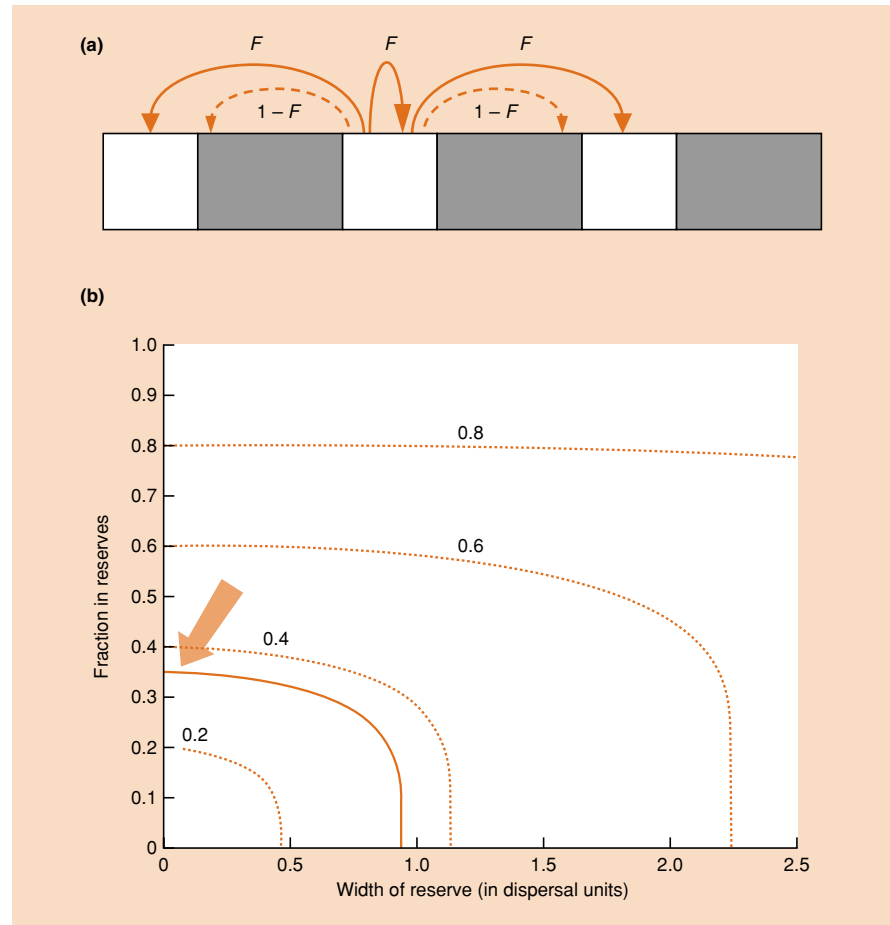 (a)
F F F
1 – F 1 – F
(b)
1.0
0.9
0.8
0.7
0.6
0.5
0.4
0.3
0.2
0.1
0
Fraction in reserves
0.8
0.6
0.4
0.2
0 0.5 1.0 1.5 2.0 2.5
Width of reserve (in dispersal units)